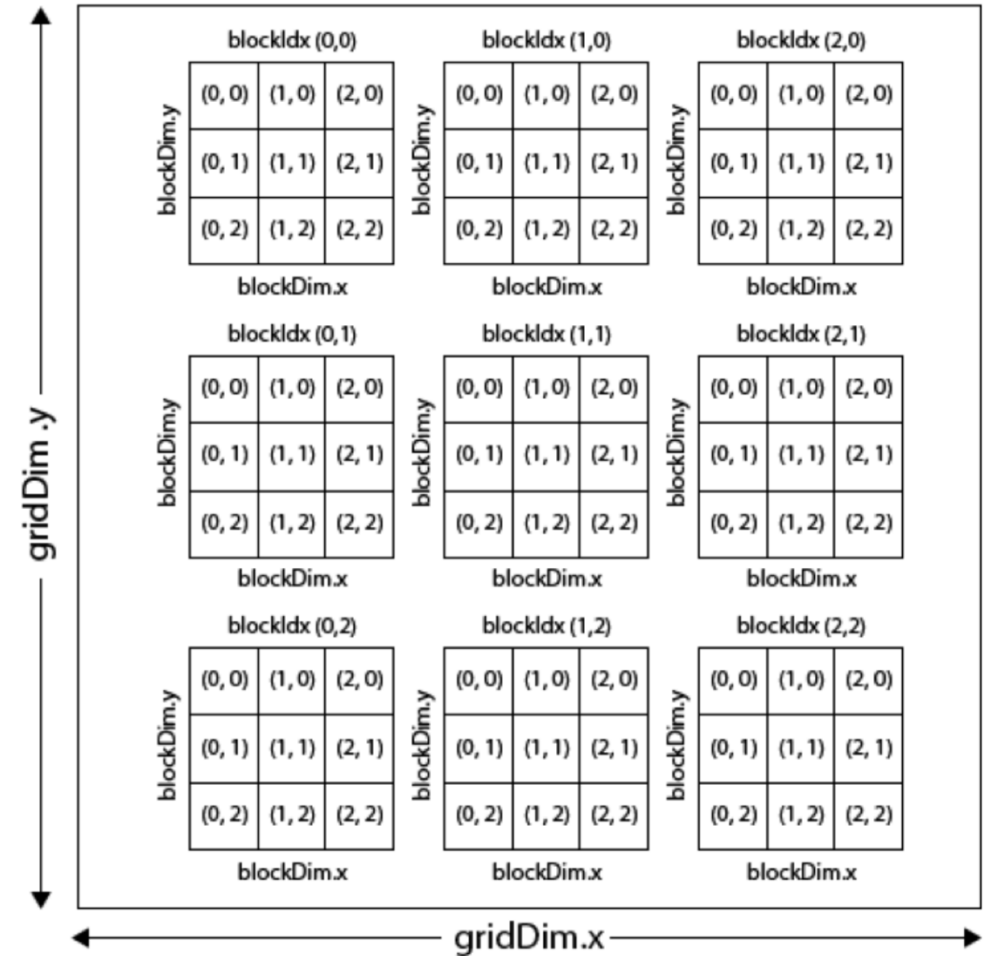 blockIdx (0,0) blockIdx (1,0) blockIdx (2,0)
blockDim.y (0, 0) (1, 0) (2, 0) blockDim.y (0, 0) (1, 0) (2, 0) blockDim.y (0, 0) (1, 0) (2, 0)
(0, 1) (1, 1) (2, 1) (0, 1) (1, 1) (2, 1) (0, 1) (1, 1) (2, 1)
(0, 2) (1, 2) (2, 2) (0, 2) (1, 2) (2, 2) (0, 2) (1, 2) (2, 2)
blockDim.x blockDim.x blockDim.x
blockIdx (0,1) blockIdx (1,1) blockIdx (2,1)
gridDim .y
blockDim.y (0, 0) (1, 0) (2, 0) blockDim.y (0, 0) (1, 0) (2, 0) blockDim.y (0, 0) (1, 0) (2, 0)
(0, 1) (1, 1) (2, 1) (0, 1) (1, 1) (2, 1) (0, 1) (1, 1) (2, 1)
(0, 2) (1, 2) (2, 2) (0, 2) (1, 2) (2, 2) (0, 2) (1, 2) (2, 2)
blockDim.x blockDim.x blockDim.x
blockIdx (0,2) blockIdx (1,2) blockIdx (2,2)
blockDim.y (0, 0) (1, 0) (2, 0) blockDim.y (0, 0) (1, 0) (2, 0) blockDim.y (0, 0) (1, 0) (2, 0)
(0, 1) (1, 1) (2, 1) (0, 1) (1, 1) (2, 1) (0, 1) (1, 1) (2, 1)
(0, 2) (1, 2) (2, 2) (0, 2) (1, 2) (2, 2) (0, 2) (1, 2) (2, 2)
blockDim.x blockDim.x blockDim.x
gridDim.x